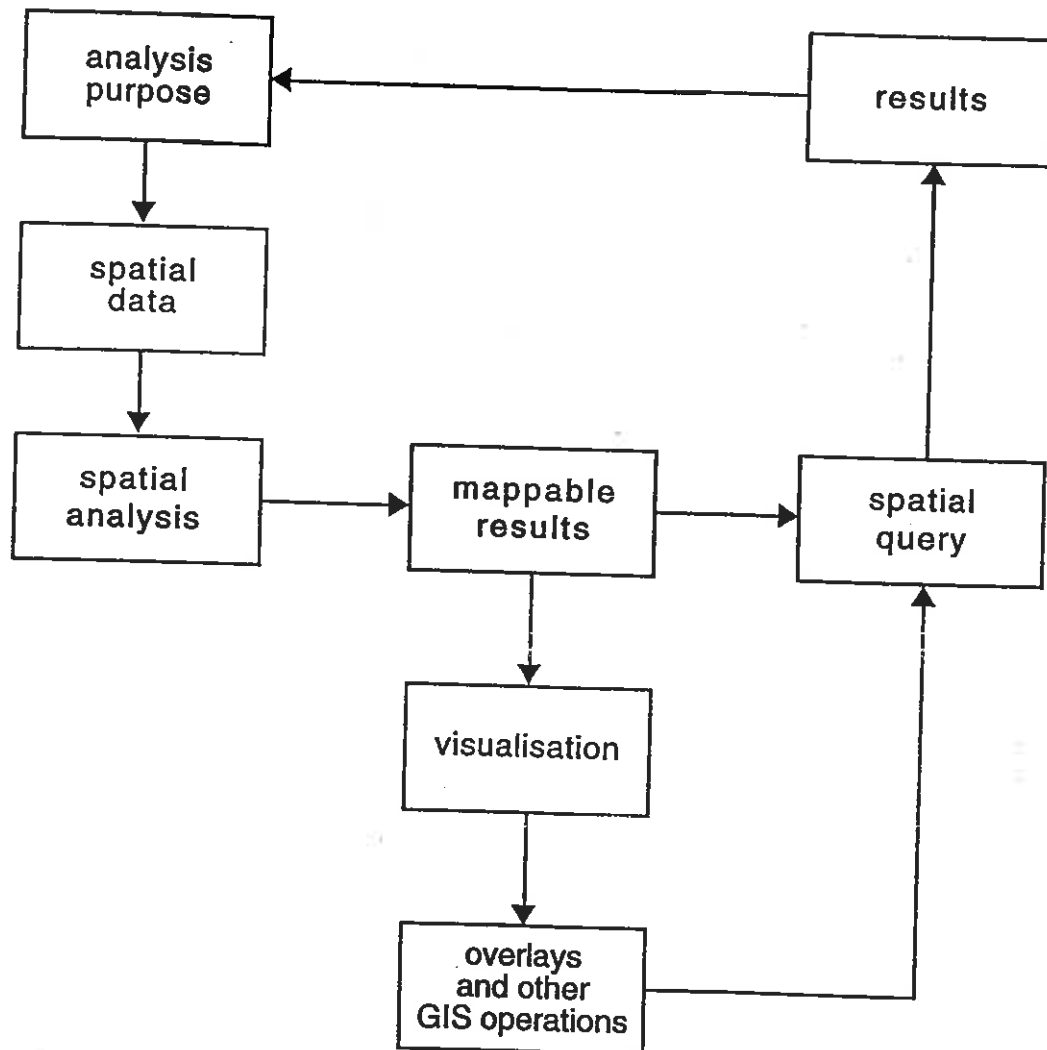 analysis
purpose
results
spatial
data
spatial
analysis
mappable
results
spatial
query
visualisation
overlays
and other
GIS operations